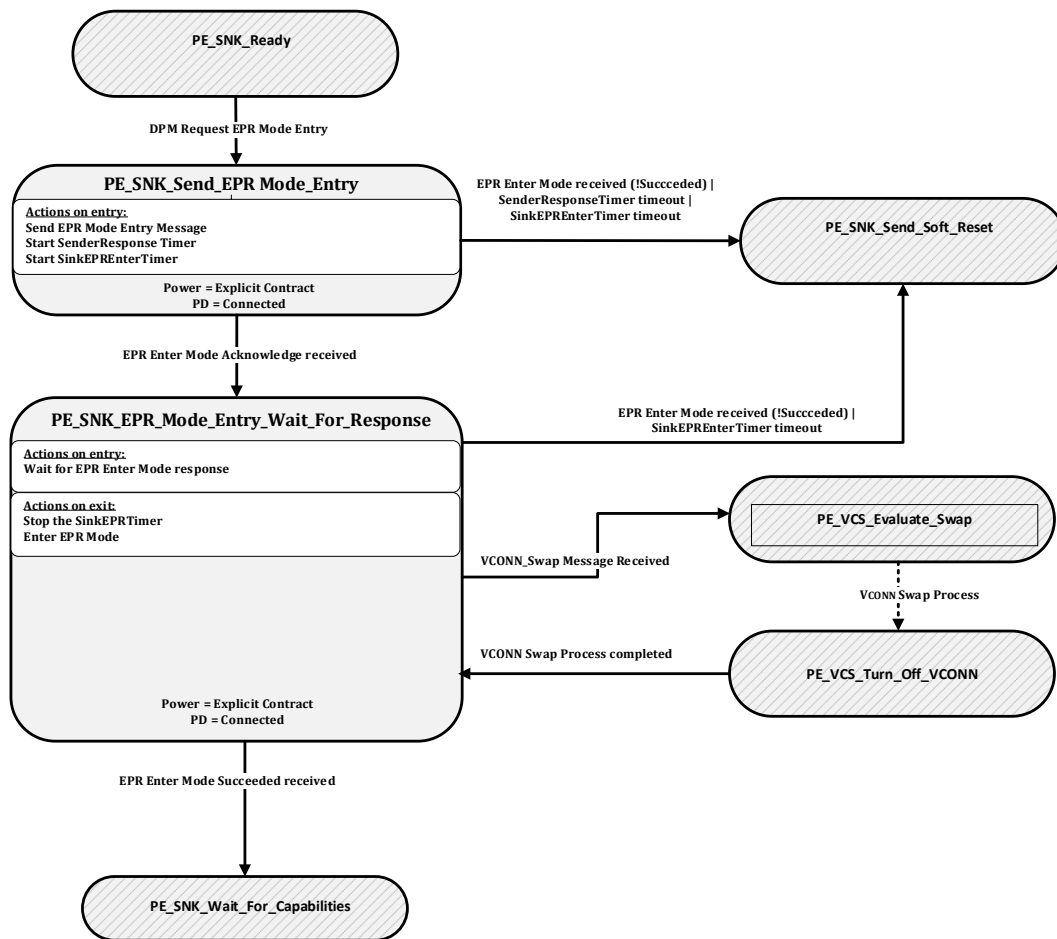 PE_SNK_Ready
DPM Request EPR Mode Entry
PE_SNK_Send_EPR Mode_Entry
Actions on entry:
Send EPR Mode Entry Message
Start SenderResponse Timer
Start SinkEPREnterTimer
Power = Explicit Contract
PD = Connected
EPR Enter Mode received (!Succceded) |
SenderResponseTimer timeout |
SinkEPREnterTimer timeout
PE_SNK_Send_Soft_Reset
EPR Enter Mode Acknowledge received
PE_SNK_EPR_Mode_Entry_Wait_For_Response
Actions on entry:
Wait for EPR Enter Mode response
Actions on exit:
Stop the SinkEPRTimer
Enter EPR Mode
Power = Explicit Contract
PD = Connected
EPR Enter Mode received (!Succceded) |
SinkEPREnterTimer timeout
PE_VCS_Evaluate_Swap
VCONN_Swap Message Received
VCONN Swap Process
VCONN Swap Process completed
PE_VCS_Turn_Off_VCONN
EPR Enter Mode Succeeded received
PE_SNK_Wait_For_Capabilities